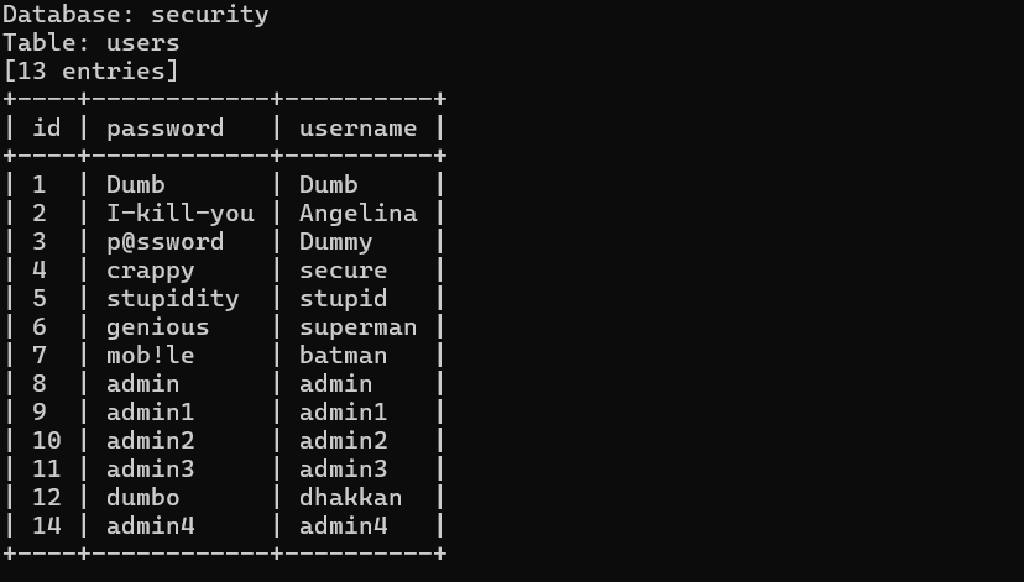 Database: security
Table: users
[13 entries]
+----+------------+----------+
| id | password   | username |
+----+------------+----------+
| 1  | Dumb       | Dumb     |
| 2  | I-kill-you | Angelina |
| 3  | p@ssword   | Dummy    |
| 4  | crappy     | secure   |
| 5  | stupidity  | stupid   |
| 6  | genious    | superman |
| 7  | mob!le     | batman   |
| 8  | admin      | admin    |
| 9  | admin1     | admin1   |
| 10 | admin2     | admin2   |
| 11 | admin3     | admin3   |
| 12 | dumbo      | dhakkan  |
| 14 | admin4     | admin4   |
+----+------------+----------+